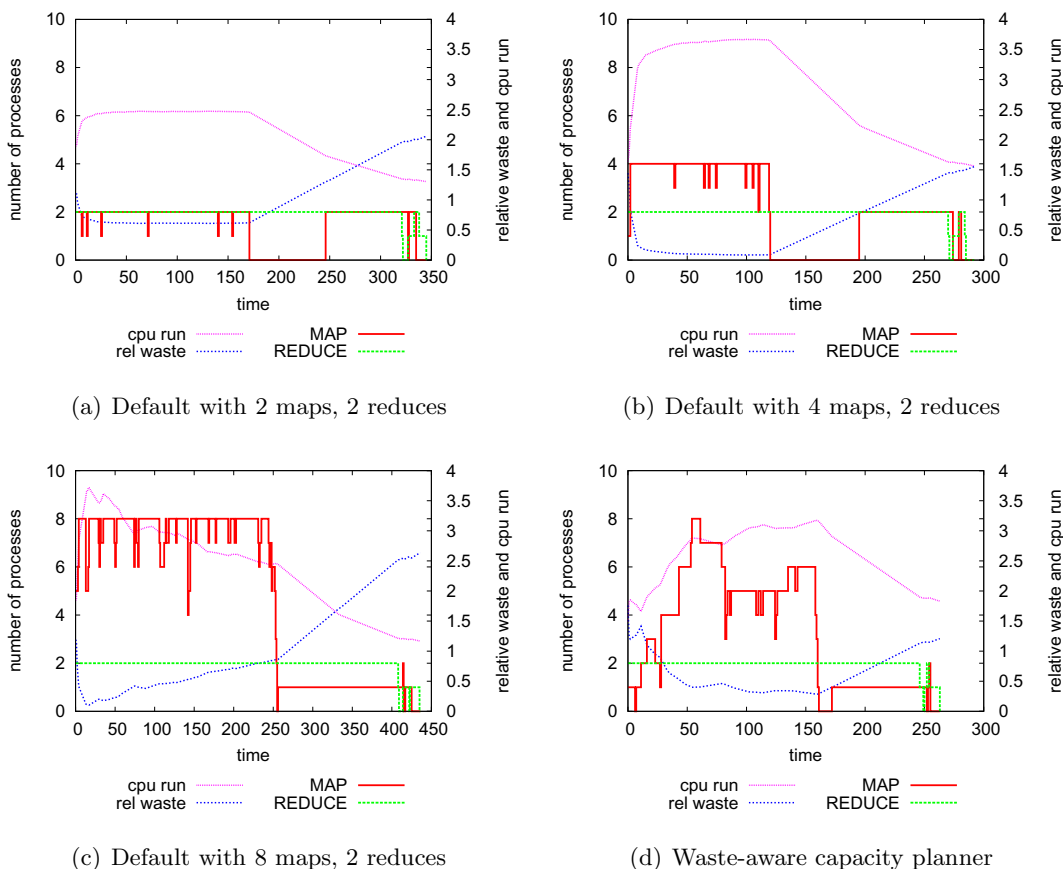 10
8
6
4
2
0
number of processes
0 50 100 150 200 250 300 350
time
4
3.5
3
2.5
2
1.5
1
0.5
0
relative waste and cpu run
cpu run
rel waste
MAP
REDUCE
(a) Default with 2 maps, 2 reduces
10
8
6
4
2
0
number of processes
0 50 100 150 200 250 300
time
4
3.5
3
2.5
2
1.5
1
0.5
0
relative waste and cpu run
cpu run
rel waste
MAP
REDUCE
(b) Default with 4 maps, 2 reduces
10
8
6
4
2
0
number of processes
0 50 100 150 200 250 300 350 400 450
time
4
3.5
3
2.5
2
1.5
1
0.5
0
relative waste and cpu run
cpu run
rel waste
MAP
REDUCE
(c) Default with 8 maps, 2 reduces
10
8
6
4
2
0
number of processes
0 50 100 150 200 250 300
time
4
3.5
3
2.5
2
1.5
1
0.5
0
relative waste and cpu run
cpu run
rel waste
MAP
REDUCE
(d) Waste-aware capacity planner